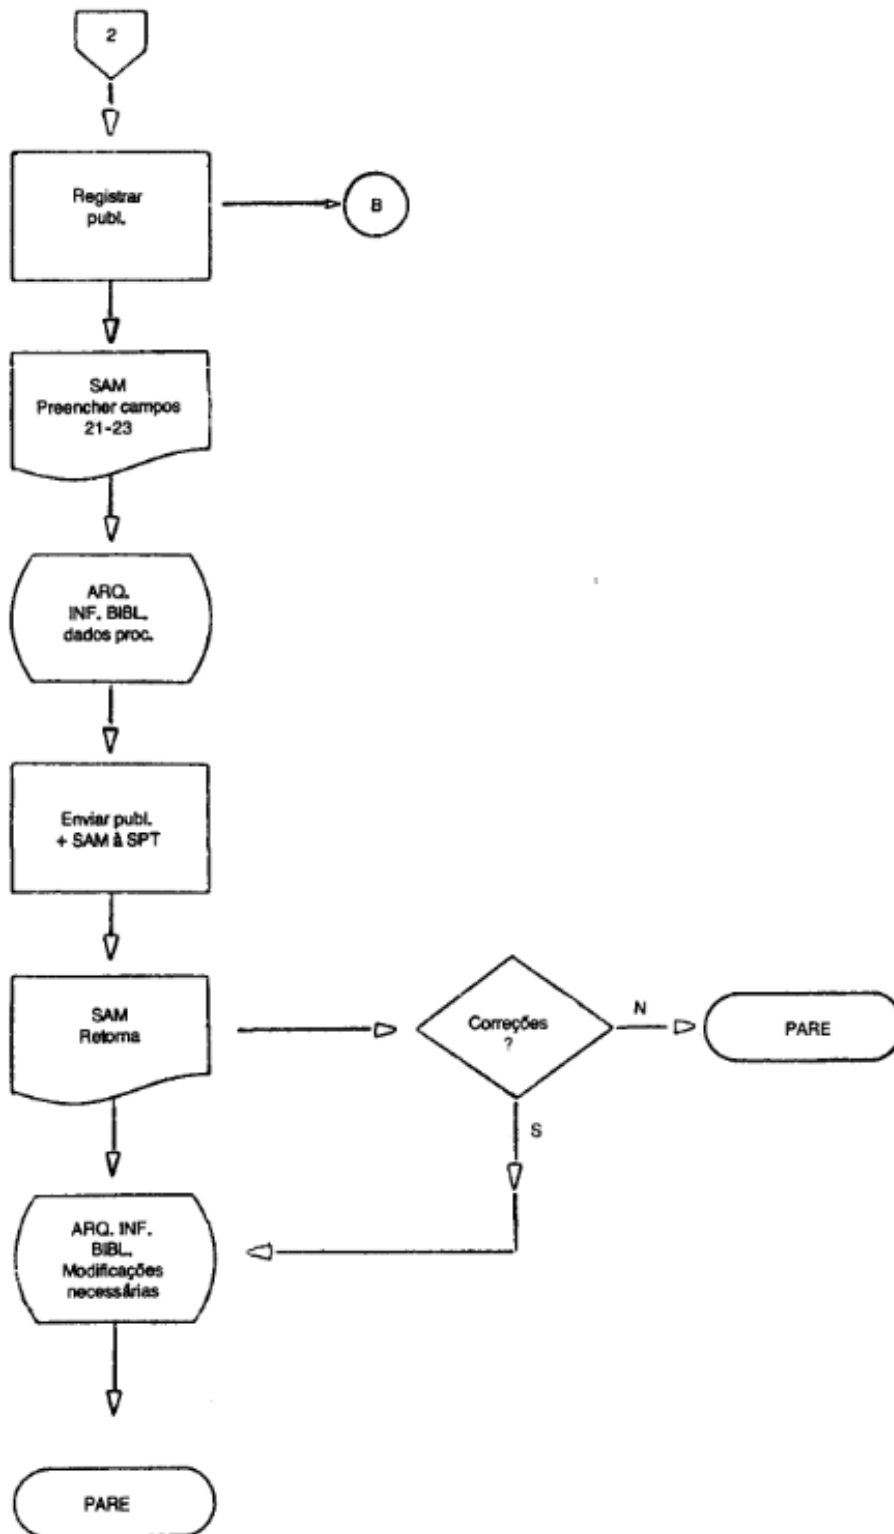 2
Registrar
publ.
B
SAM
Preencher campos
21-23
ARQ.
INF. BIBL.
dados proc.
Enviar publ.
+ SAM à SPT
SAM
Retorna
Correções
?
N
PARE
S
ARQ. INF.
BIBL.
Modificações
necessárias
PARE